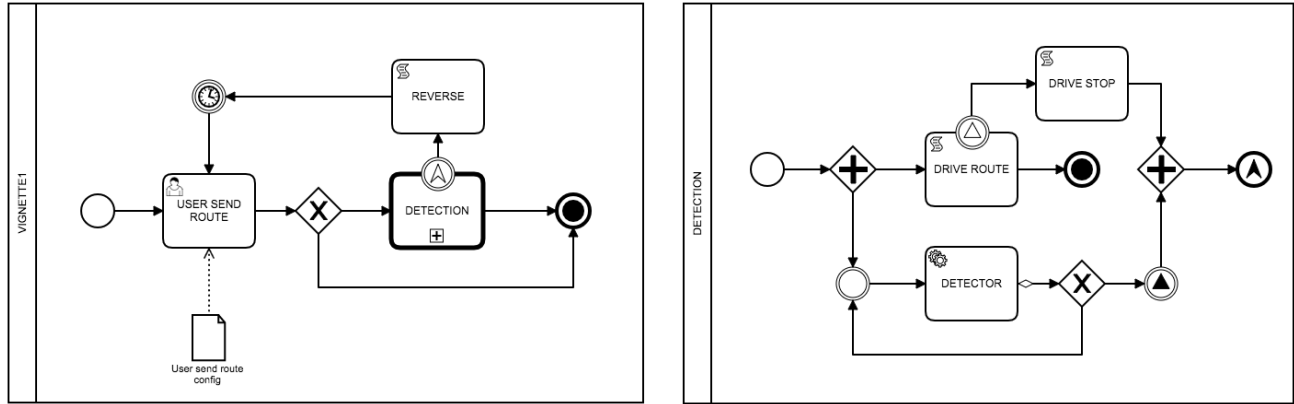 VIGNETTE1
REVERSE
USER SEND
ROUTE
DETECTION
User send route
config
DETECTION
DRIVE STOP
DRIVE ROUTE
DETECTOR